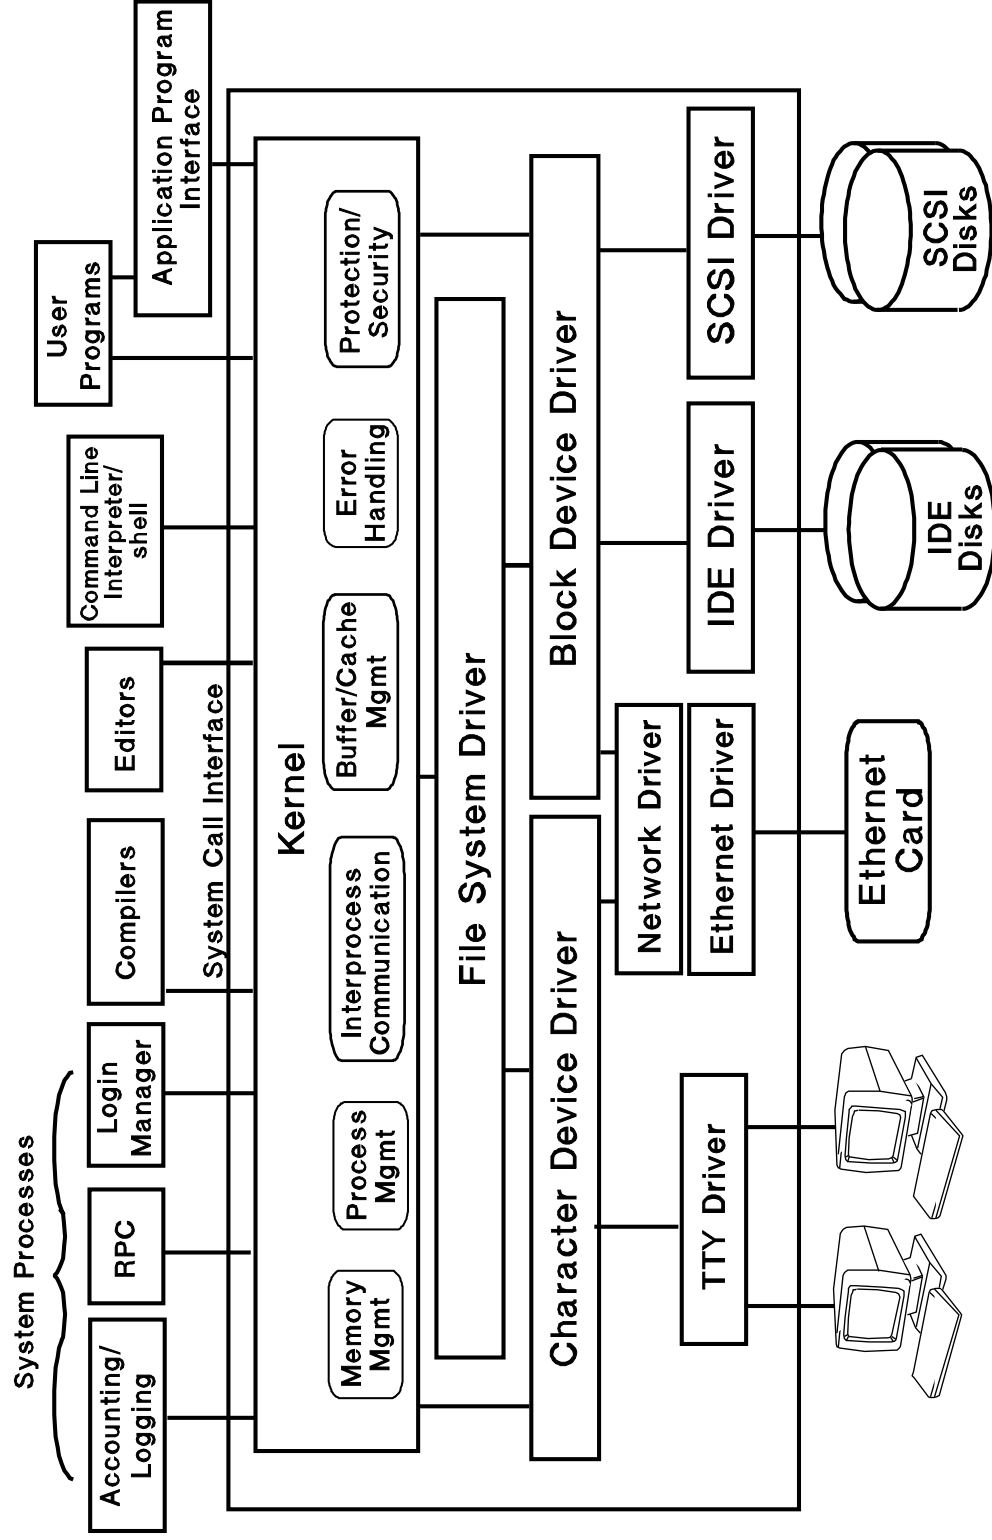 System Processes
Accounting/
Logging
RPC
Login
Manager
Compilers
Editors
Command Line
Interpreter/
shell
User
Programs
Application Program
Interface
System Call Interface
Kernel
Memory
Mgmt
Process
Mgmt
Interprocess
Communication
Buffer/Cache
Mgmt
Error
Handling
Protection/
Security
File System Driver
Character Device Driver
Block Device Driver
TTY Driver
Network Driver
Ethernet Driver
IDE Driver
SCSI Driver
Ethernet
Card
IDE
Disks
SCSI
Disks